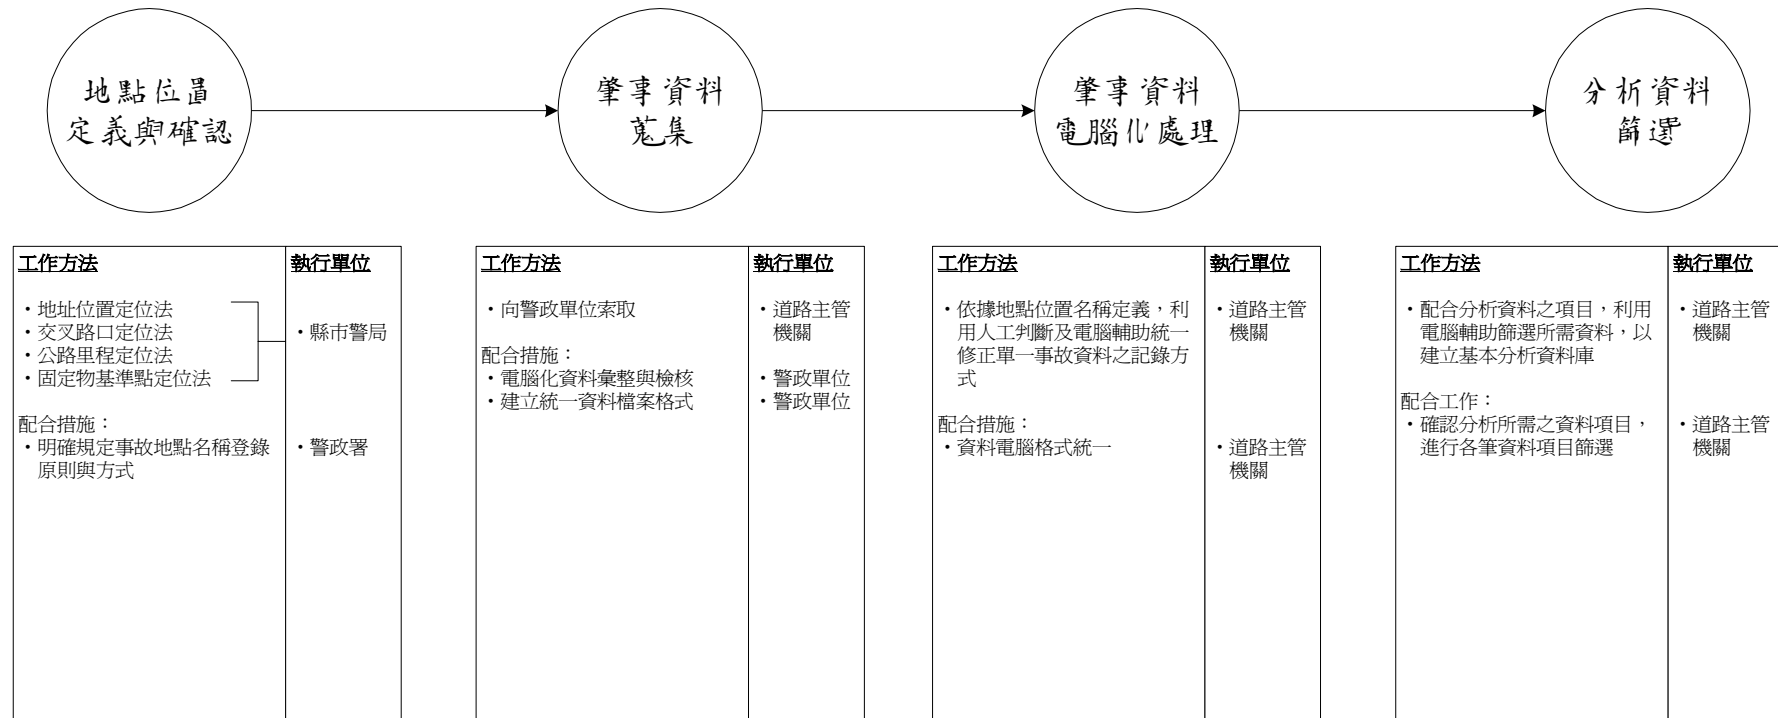 地點位置
定義與確認
肇事資料
蒐集
肇事資料
電腦化處理
分析資料
篩選
工作方法
・地址位置定位法
・交叉路口定位法
・公路里程定位法
・固定物基準點定位法
配合措施：
・明確規定事故地點名稱登錄
原則與方式
執行單位
・縣市警局
・警政署
工作方法
・向警政單位索取
配合措施：
・電腦化資料彙整與檢核
・建立統一資料檔案格式
執行單位
・道路主管
機關
・警政單位
・警政單位
工作方法
・依據地點位置名稱定義，利
用人工判斷及電腦輔助統一
修正單一事故資料之記錄方
式
配合措施：
・資料電腦格式統一
執行單位
・道路主管
機關
・道路主管
機關
工作方法
・配合分析資料之項目，利用
電腦輔助篩選所需資料，以
建立基本分析資料庫
配合工作：
・確認分析所需之資料項目，
進行各筆資料項目篩選
執行單位
・道路主管
機關
・道路主管
機關